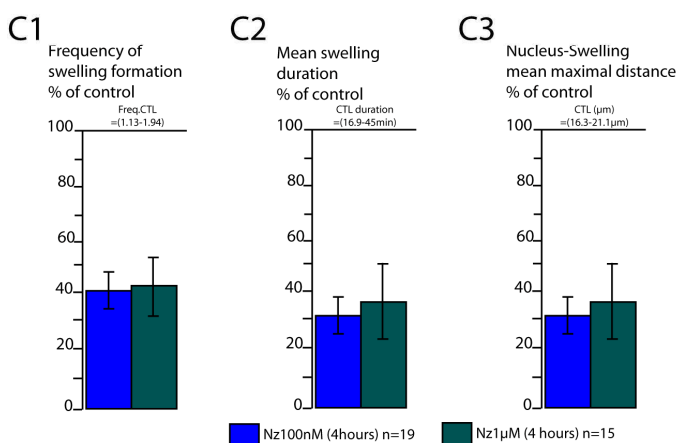 C1
Frequency of
swelling formation
% of control
Freq.CTL
=(1.13-1.94)
100
80
60
40
20
0
C2
Mean swelling
duration
% of control
CTL duration
=(16.9-45min)
100
80
60
40
20
0
C3
Nucleus-Swelling
mean maximal distance
% of control
CTL (µm)
=(16.3-21.1µm)
100
80
60
40
20
0
Nz100nM (4hours) n=19
Nz1µM (4 hours) n=15